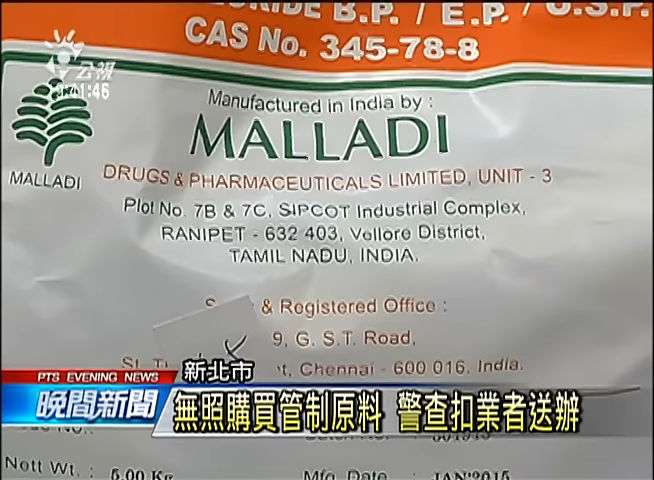 RIDE B.P. / E.P. / U.S.P.
CAS No. 345-78-8
公視
41:46
Manufactured in India by :
MALLADI
MALLADI
DRUGS & PHARMACEUTICALS LIMITED, UNIT - 3
Plot No. 7B & 7C, SIPCOT Industrial Complex,
RANIPET - 632 403, Vellore District,
TAMIL NADU, INDIA.
& Registered Office :
9, G. S.T. Road,
Chennai - 600 016. India.
PTS EVENING NEWS
新北市
晚間新聞
無照購買管制原料 警查扣業者送辦
Nett Wt. : 5.00 Kg
Mfg. Date JAN'2015